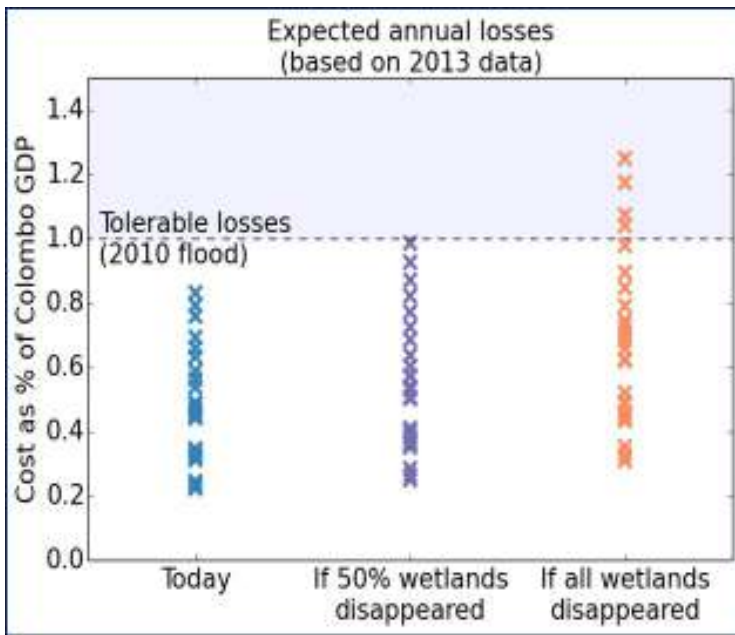 Expected annual losses
(based on 2013 data)
Cost as % of Colombo GDP
1.4
1.2
1.0
0.8
0.6
0.4
0.2
0.0
Tolerable losses
(2010 flood)
Today
If 50% wetlands
disappeared
If all wetlands
disappeared